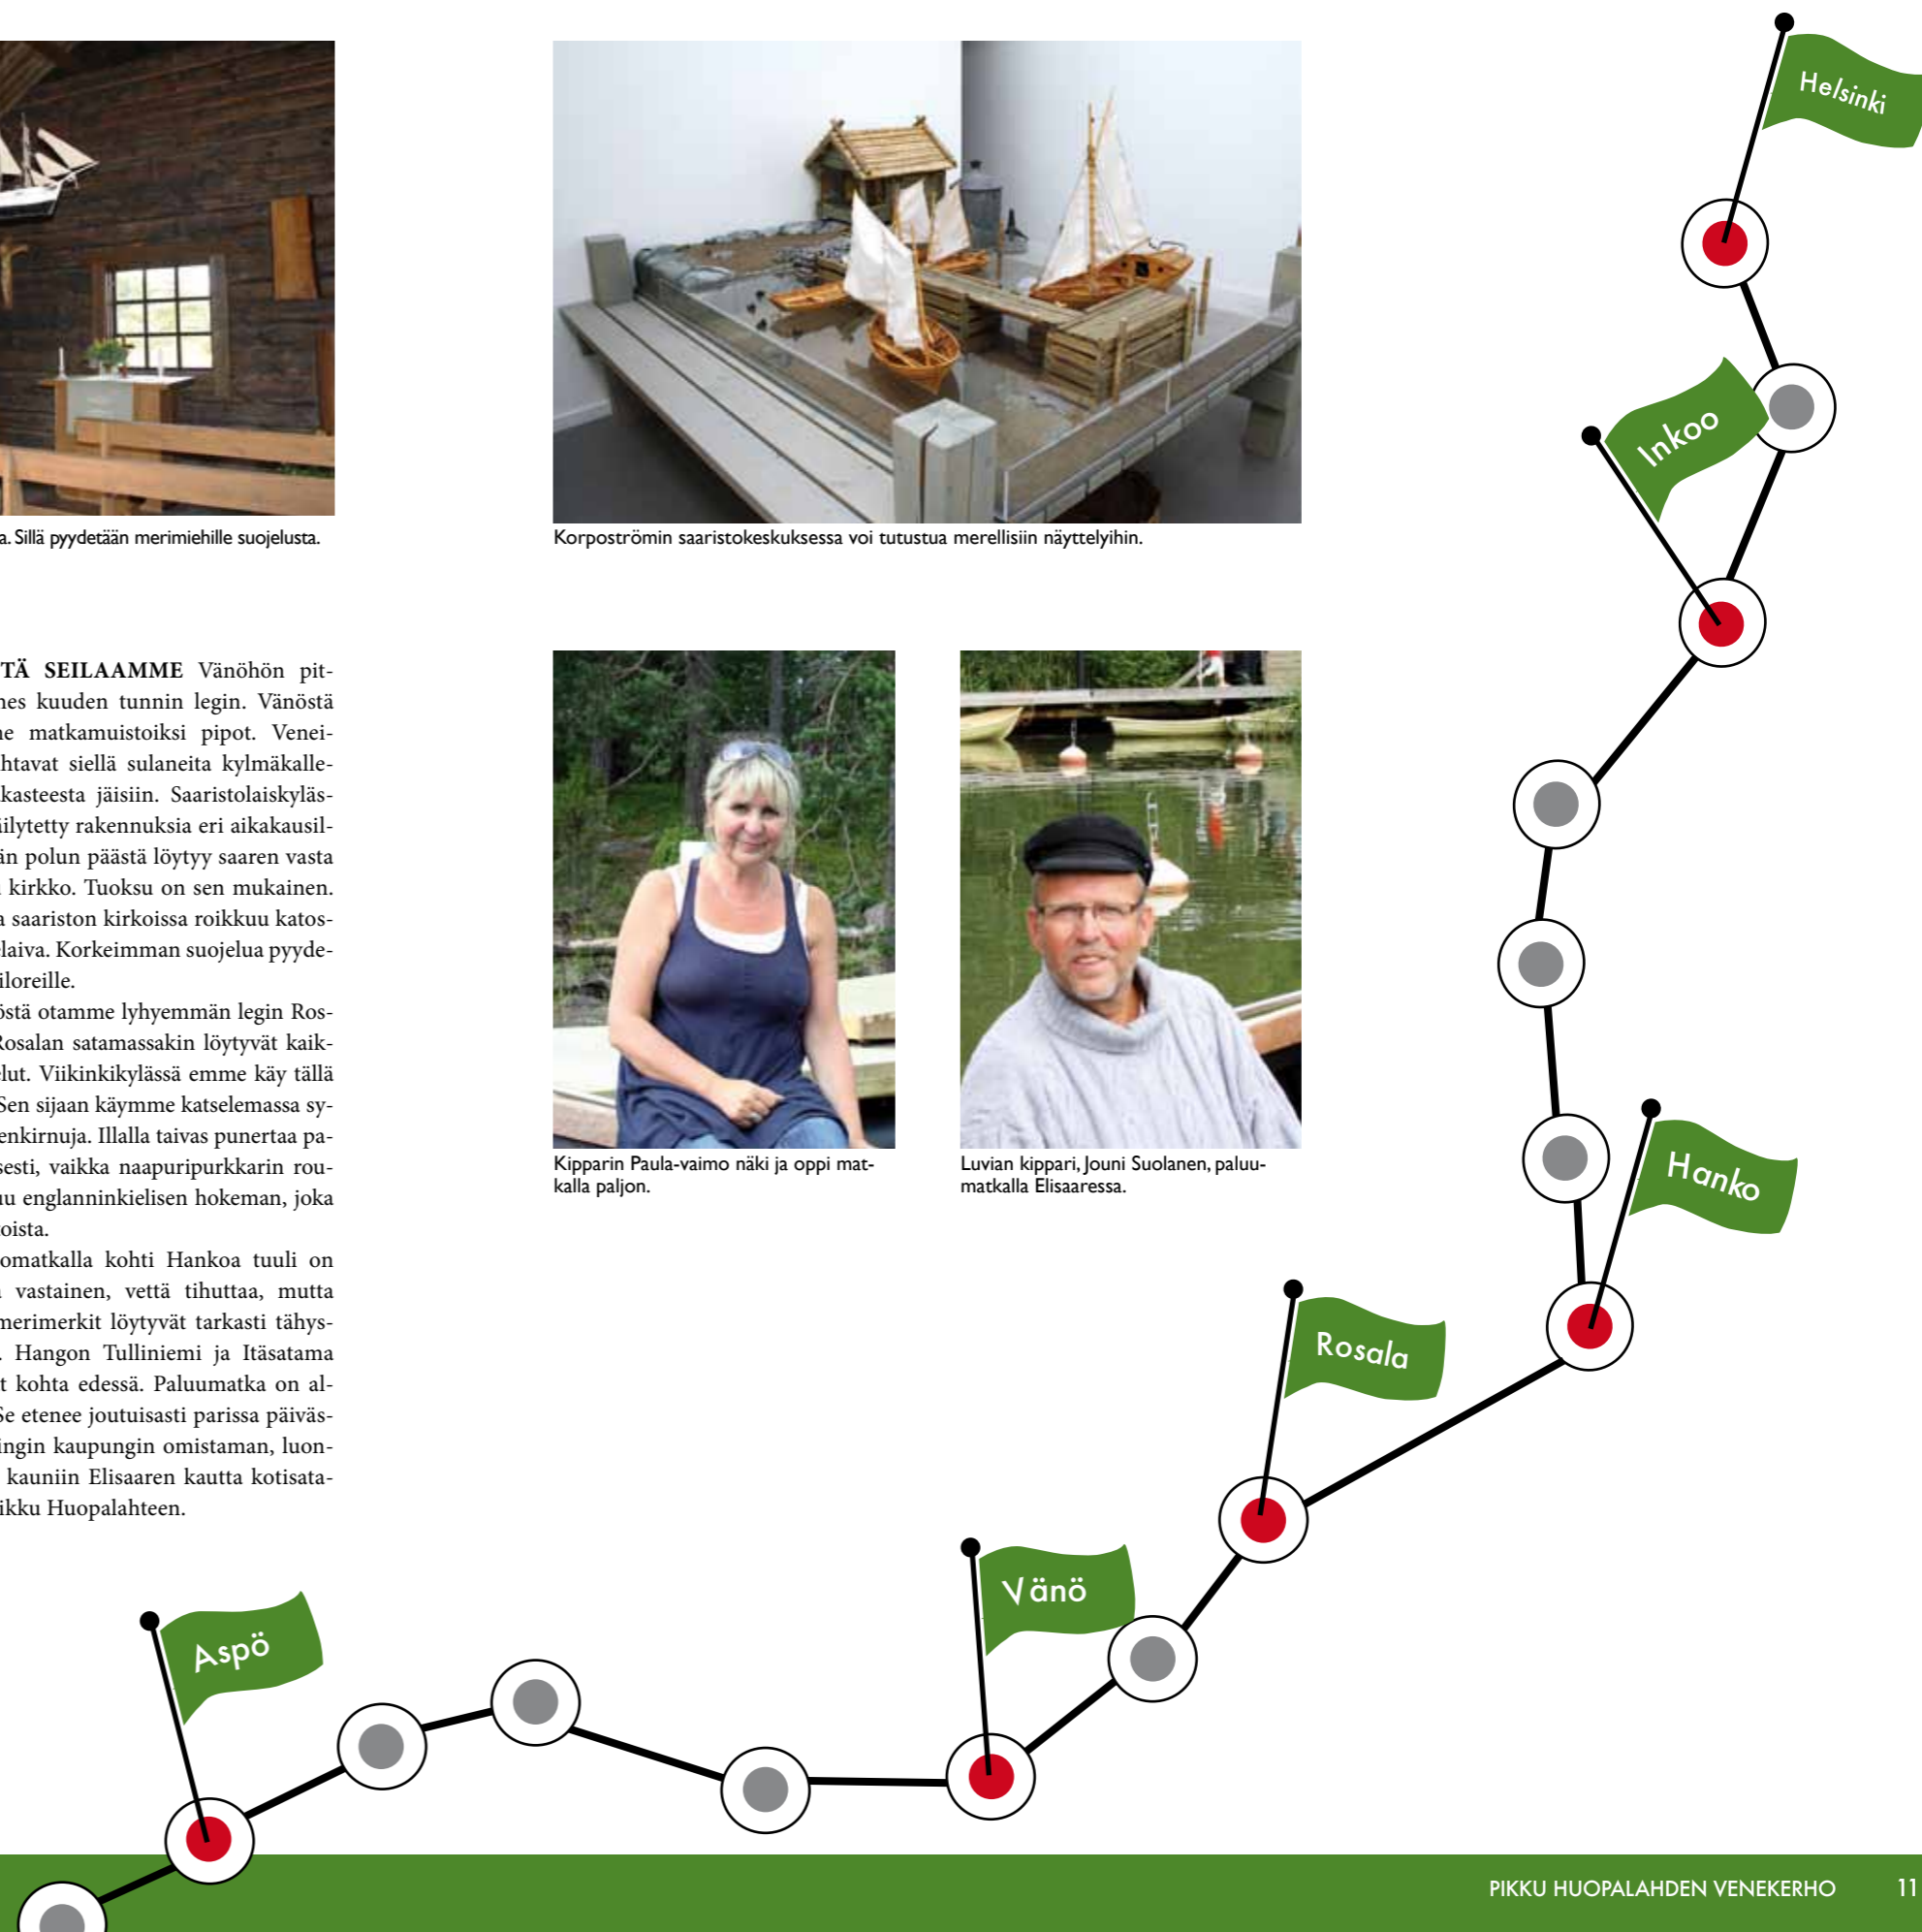 a. Sillä pyydetään merimiehille suojelusta.
Korpoströmin saaristokeskuksessa voi tutustua merellisiin näyttelyihin.
TÄ SEILAAMME Vänöhön pit-
nes kuuden tunnin legin. Vänöstä
ne matkamuistoiksi pipot. Venei-
htavat siellä sulaneita kylmäkalle-
kasteesta jäisiin. Saaristolaiskyläs-
ilytetty rakennuksia eri aikakausil-
än polun päästä löytyy saaren vasta
kirkko. Tuoksu on sen mukainen.
a saariston kirkoissa roikkuu katos-
elaiva. Korkeimman suojelua pyyde-
iloreille.
östä otamme lyhyemmän legin Ros-
Rosalan satamassakin löytyvät kaik-
elut. Viikinkikylässä emme käy tällä
Sen sijaan käymme katselemassa sy-
enkirnuja. Illalla taivas punertaa pa-
sesti, vaikka naapuripurkkarin rou-
uu englanninkielisen hokeman, joka
toista.
omatkalla kohti Hankoa tuuli on
vastainen, vettä tihuttaa, mutta
merimerkit löytyvät tarkasti tähys-
. Hangon Tulliniemi ja Itäsatama
t kohta edessä. Paluumatka on al-
Se etenee joutuisasti parissa päiväs-
ingin kaupungin omistaman, luon-
kauniin Elisaaren kautta kotisata-
ikku Huopalahteen.
Kipparin Paula-vaimo näki ja oppi mat-
kalla paljon.
Luvian kippari, Jouni Suolanen, paluu-
matkalla Elisaaressa.
Helsinki
Inkoo
Hanko
Rosala
Vänö
Aspö
PIKKU HUOPALAHDEN VENEKERHO 11